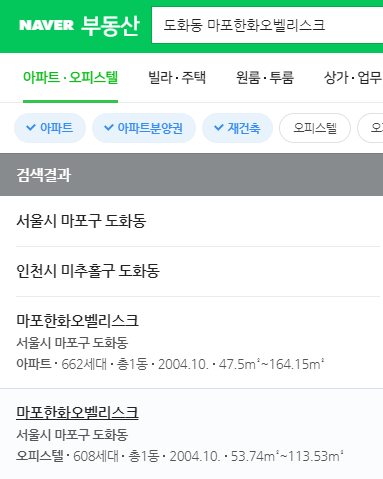 NAVER 부동산 도화동 마포한화오벨리스크
아파트 · 오피스텔 빌라 · 주택 원룸 · 투룸 상가 · 업무
아파트 아파트분양권 재건축 오피스텔
검색결과
서울시 마포구 도화동
인천시 미추홀구 도화동
마포한화오벨리스크
서울시 마포구 도화동
아파트 · 662세대 · 총1동 · 2004.10. · 47.5㎡~164.15㎡
마포한화오벨리스크
서울시 마포구 도화동
오피스텔 · 608세대 · 총1동 · 2004.10. · 53.74㎡~113.53㎡